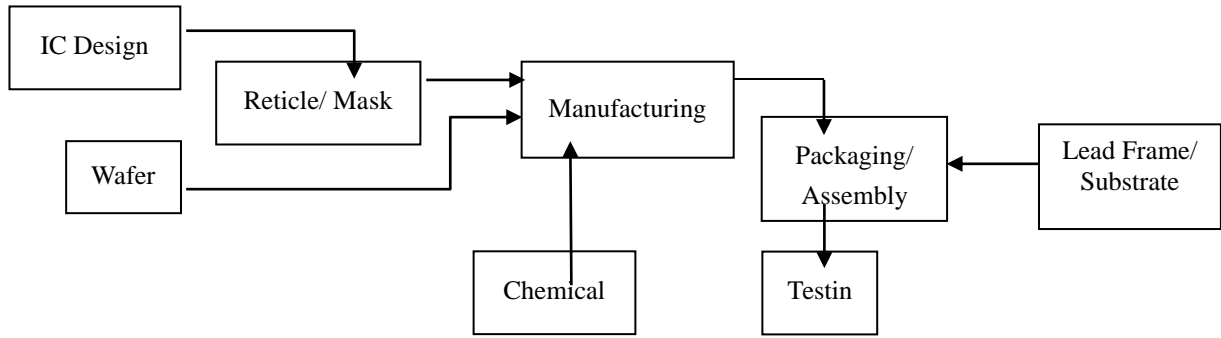 IC Design
Reticle/ Mask
Manufacturing
Wafer
Packaging/
Assembly
Lead Frame/
Substrate
Chemical
Testin